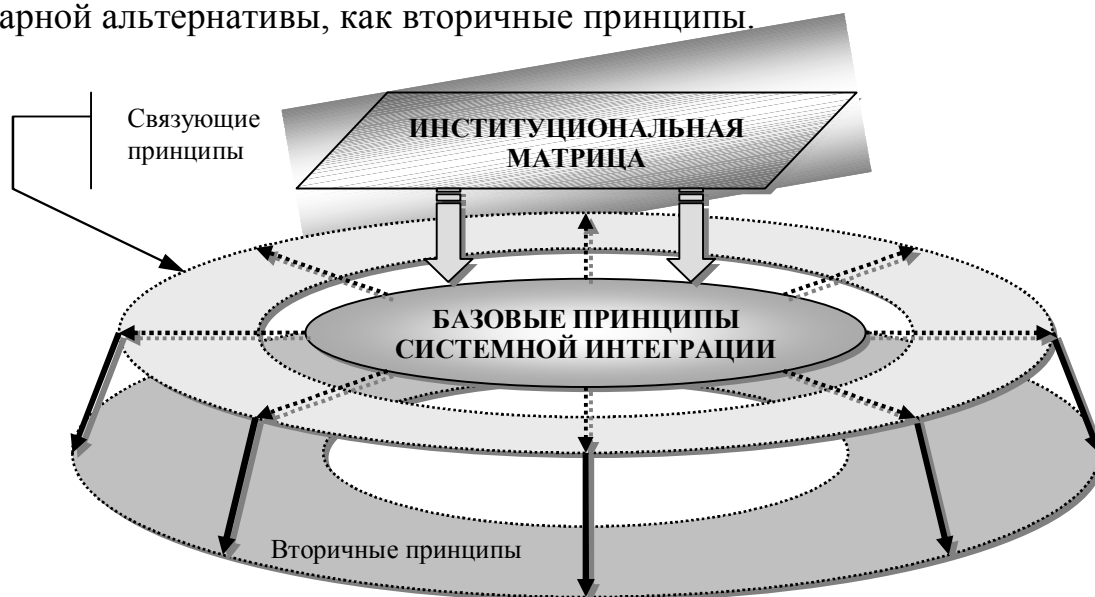 арной альтернативы, как вторичные принципы.
Связующие
принципы
ИНСТИТУЦИОНАЛЬНАЯ
МАТРИЦА
БАЗОВЫЕ ПРИНЦИПЫ
СИСТЕМНОЙ ИНТЕГРАЦИИ
Вторичные принципы